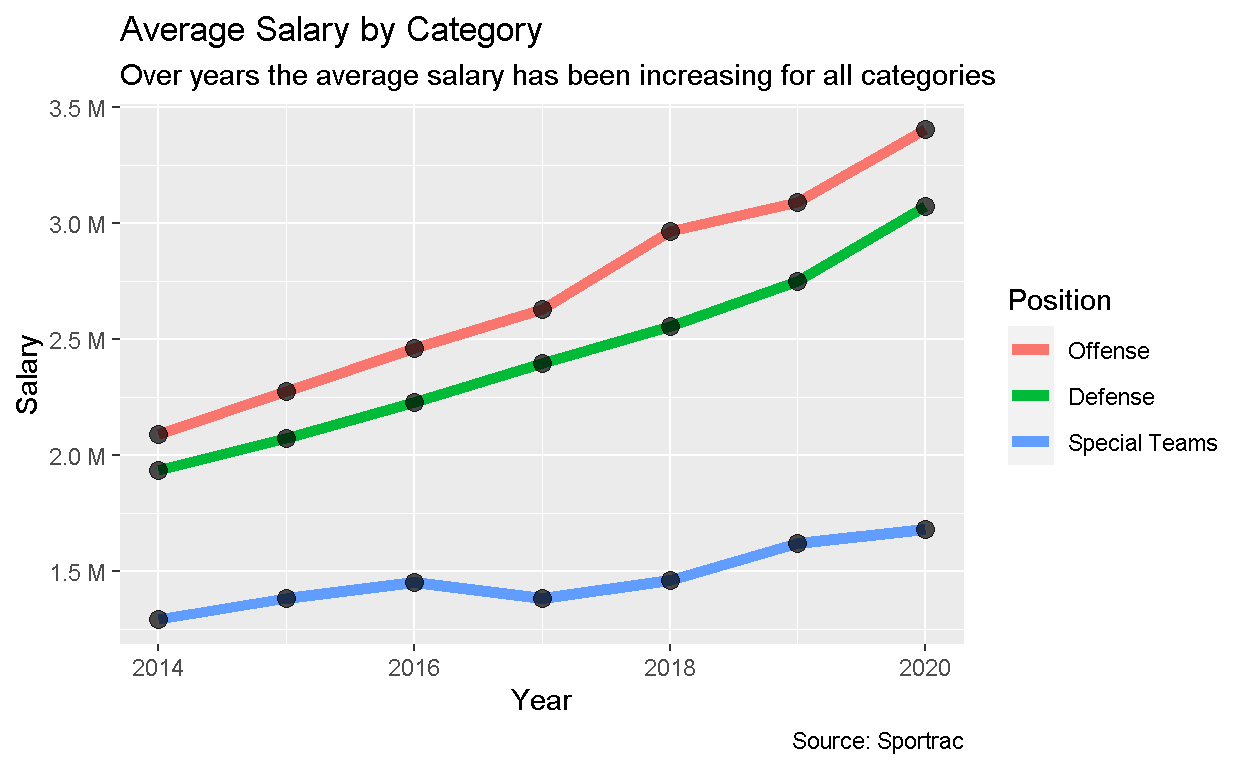 Average Salary by Category
Over years the average salary has been increasing for all categories
3.5 M
3.0 M
2.5 M
2.0 M
1.5 M
Salary
2014
2016
2018
2020
Year
Position
Offense
Defense
Special Teams
Source: Sportrac